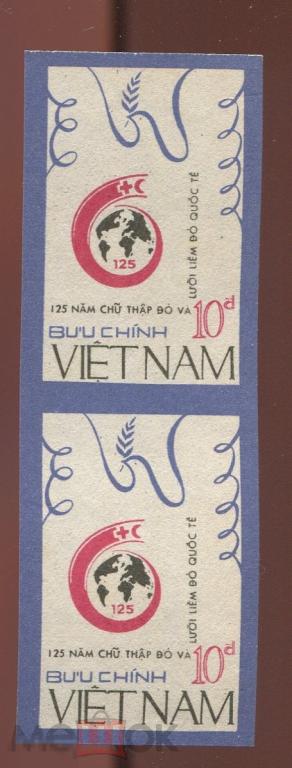 125
125 NĂM CHỮ THẬP ĐỎ VÀ
LƯỠI LIỀM ĐỎ QUỐC TẾ
10đ
BƯU CHÍNH
VIỆT NAM
125
125 NĂM CHỮ THẬP ĐỎ VÀ
LƯỠI LIỀM ĐỎ QUỐC TẾ
10đ
BƯU CHÍNH
VIỆT NAM
МЕШОК